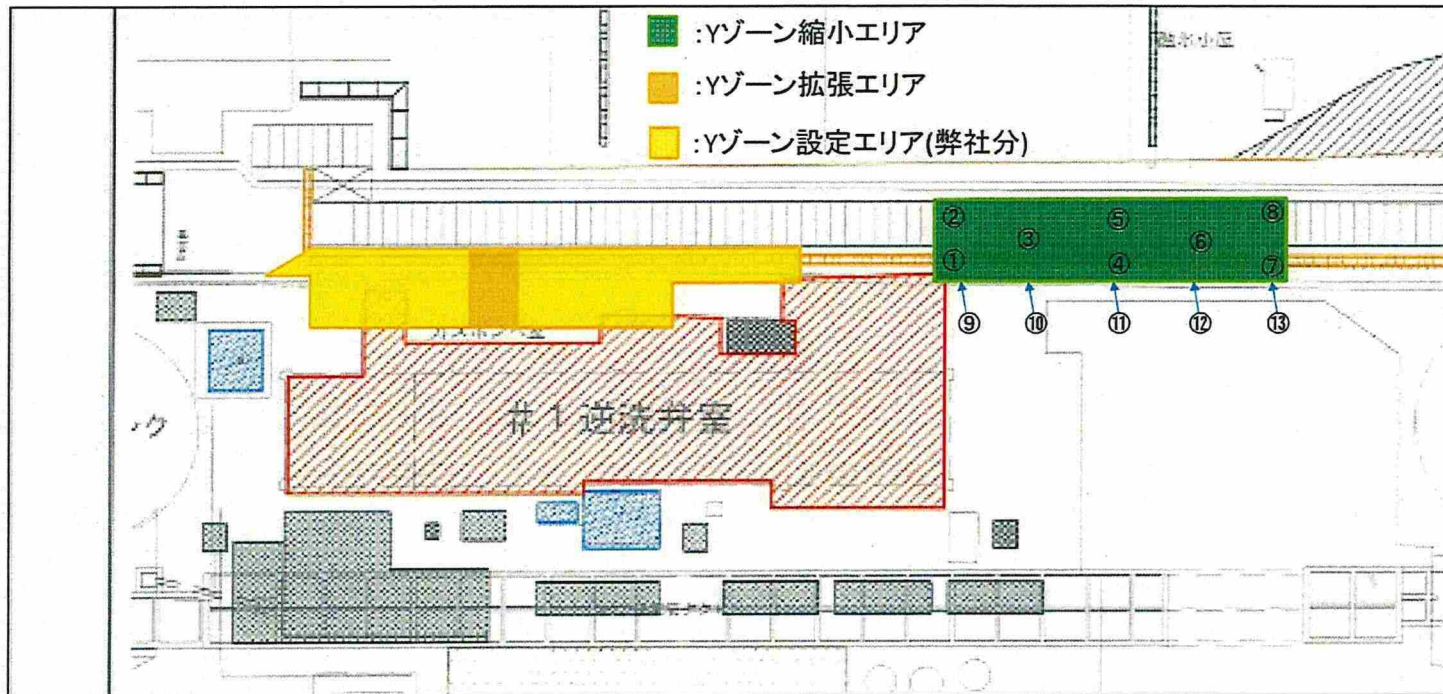 :Yゾーン縮小エリア
:Yゾーン拡張エリア
:Yゾーン設定エリア(弊社分)
② ⑤ ⑧
③ ⑥
① ④ ⑦
⑨ ⑩ ⑪ ⑫ ⑬
#1逆洗弁室
ク